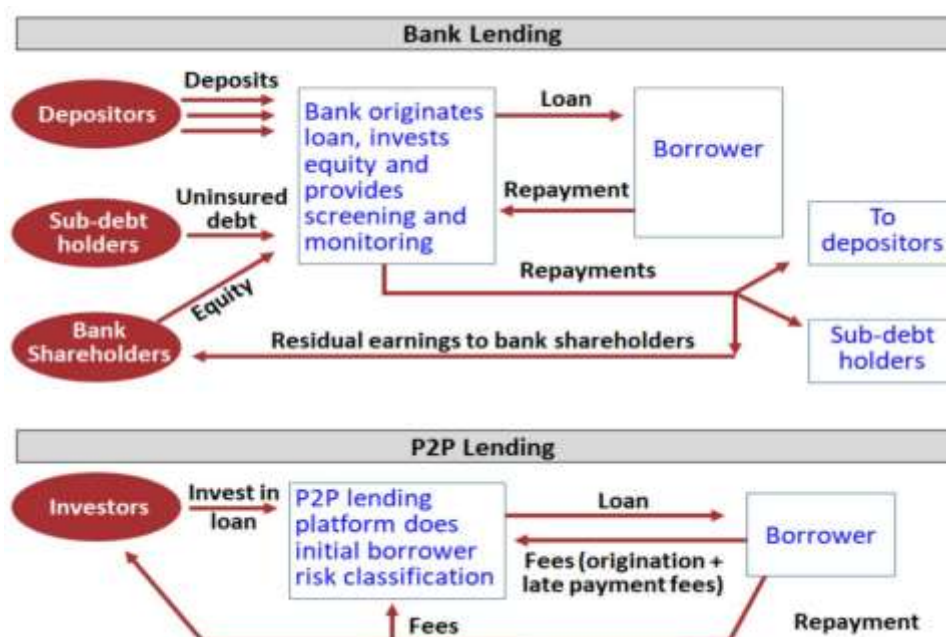 Bank Lending
Deposits
Depositors
Bank originates
loan, invests
equity and
provides
screening and
monitoring
Loan
Borrower
Repayment
Uninsured
debt
Sub-debt
holders
To
depositors
Equity
Repayments
Bank
Shareholders
Residual earnings to bank shareholders
Sub-debt
holders
P2P Lending
Investors
Invest in
loan
P2P lending
platform does
initial borrower
risk classification
Loan
Borrower
Fees (origination +
late payment fees)
Fees
Repayment